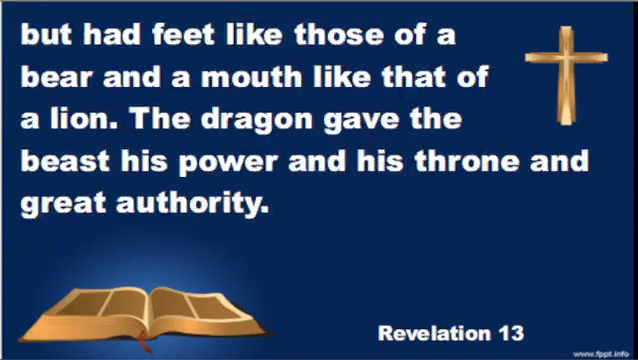 but had feet like those of a
bear and a mouth like that of
a lion. The dragon gave the
beast his power and his throne and
great authority.
Revelation 13
www.fppt.info